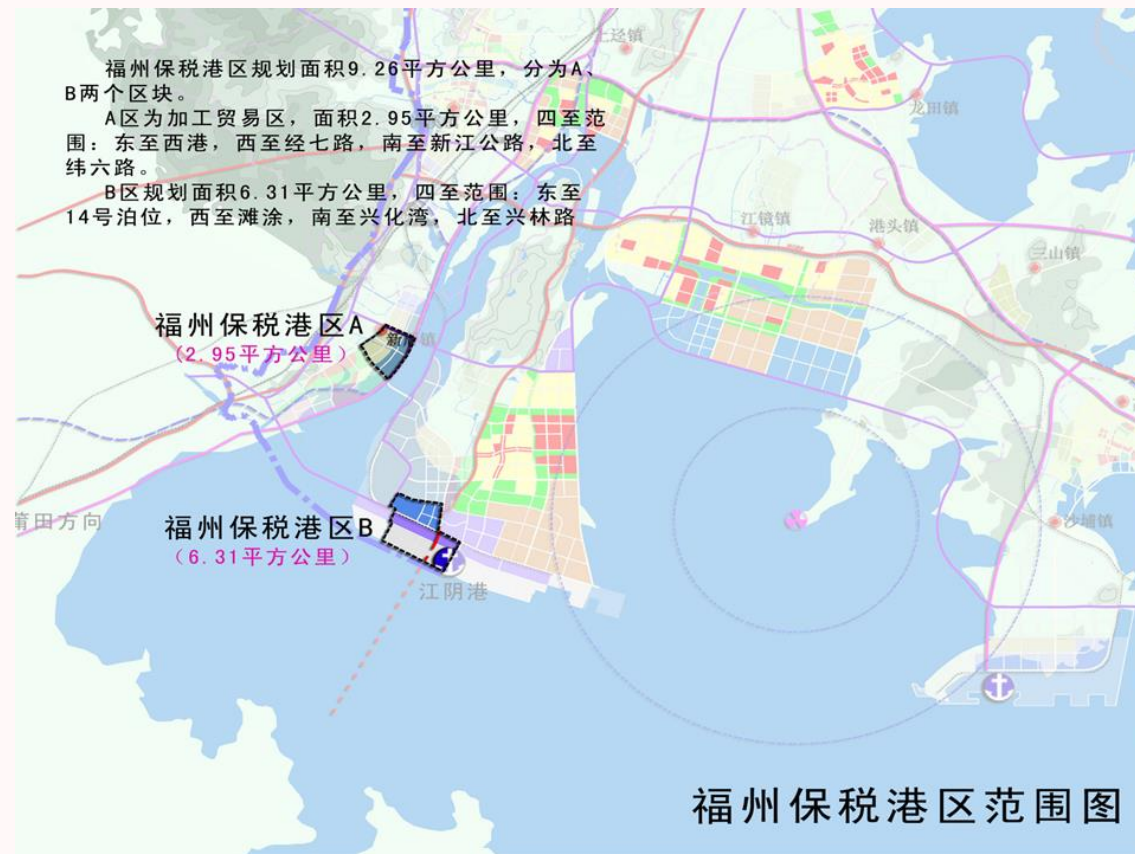 福州保税港区规划面积9.26平方公里，分为A、
B两个区块。
A区为加工贸易区，面积2.95平方公里，四至范
围：东至西港，西至经七路，南至新江公路，北至
纬六路。
B区规划面积6.31平方公里，四至范围：东至
14号泊位，西至滩涂，南至兴化湾，北至兴林路
上迳镇
龙田镇
江镜镇
港头镇
三山镇
福州保税港区A
（2.95平方公里）
新
镇
莆田方向
福州保税港区B
（6.31平方公里）
江阴港
沙埔镇
福州保税港区范围图